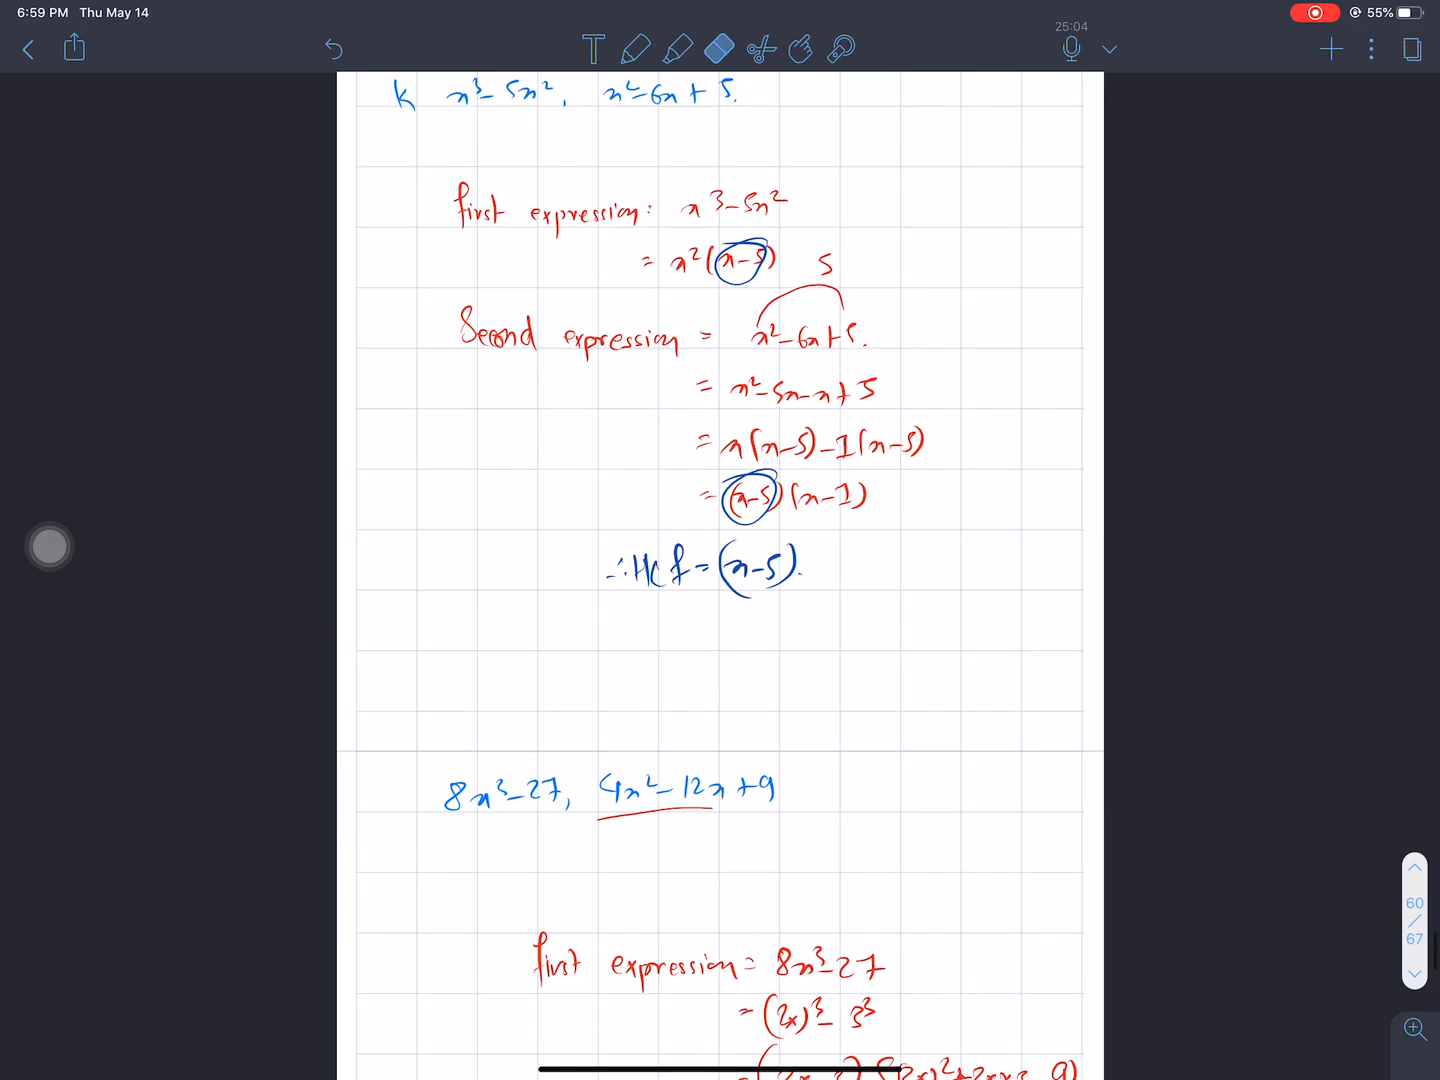 6:59 PM Thu May 14
55%
25:04
k x³-5x², x²-6x+5.
first expression: x³-5x²
= x²(x-5) 5
Second expression = x²-6x+5.
= x²-5x-x+5
= x(x-5)-1(x-5)
= (x-5)(x-1)
∴ HCf = (x-5).
8x³-27, 4x²-12x+9
60
/
67
first expression = 8x³-27
= (2x)³-3³